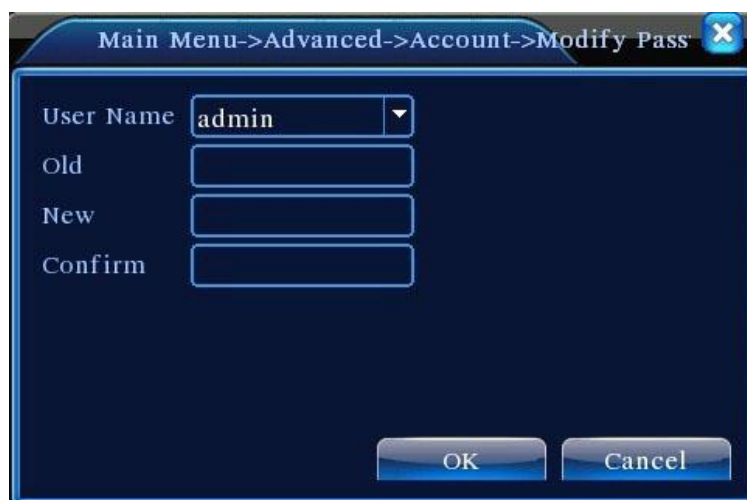 Main Menu->Advanced->Account->Modify Pass
User Name admin
Old
New
Confirm
OK Cancel